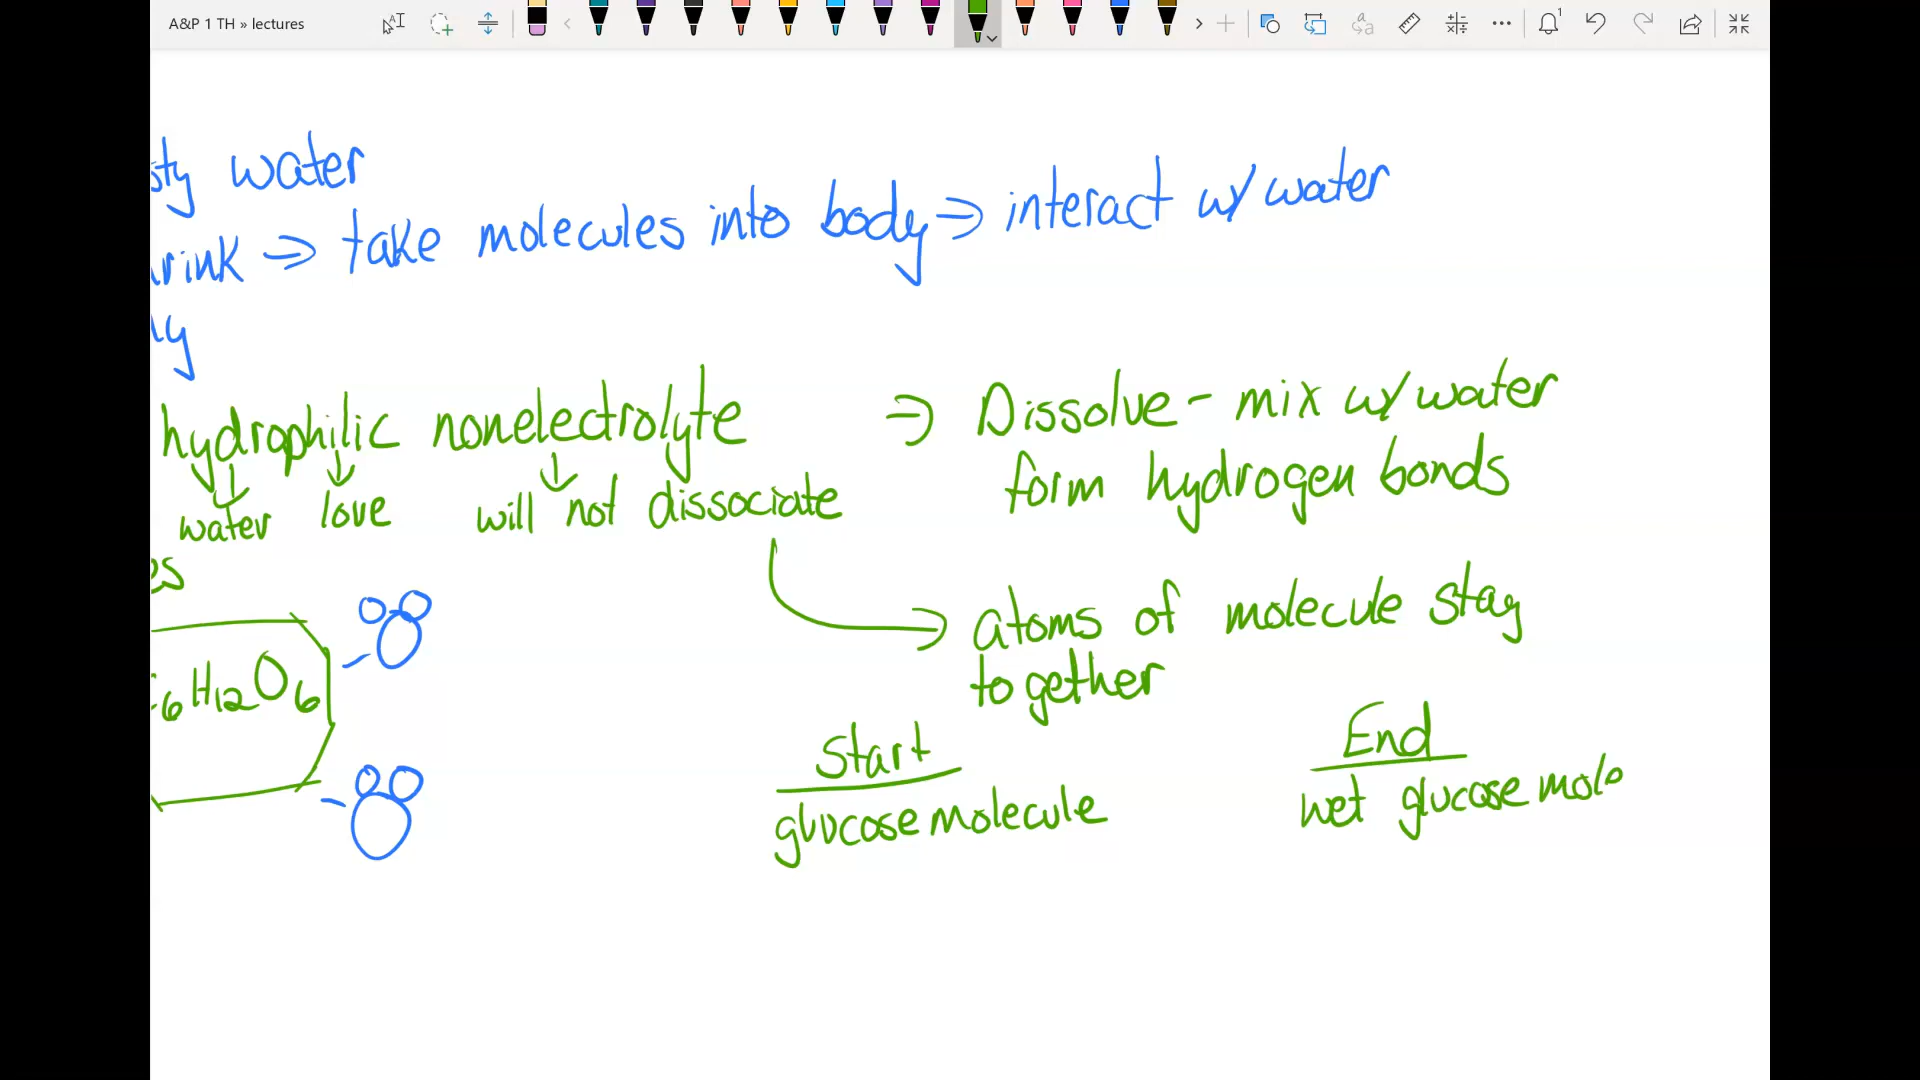 A&P 1 TH » lectures
sty water
rink => take molecules into body => interact w/ water
ly
hydrophilic nonelectrolyte => Dissolve - mix w/ water
water love will not dissociate form hydrogen bonds
es
atoms of molecule stay
together
C6H12O6
Start End
glucose molecule wet glucose mole